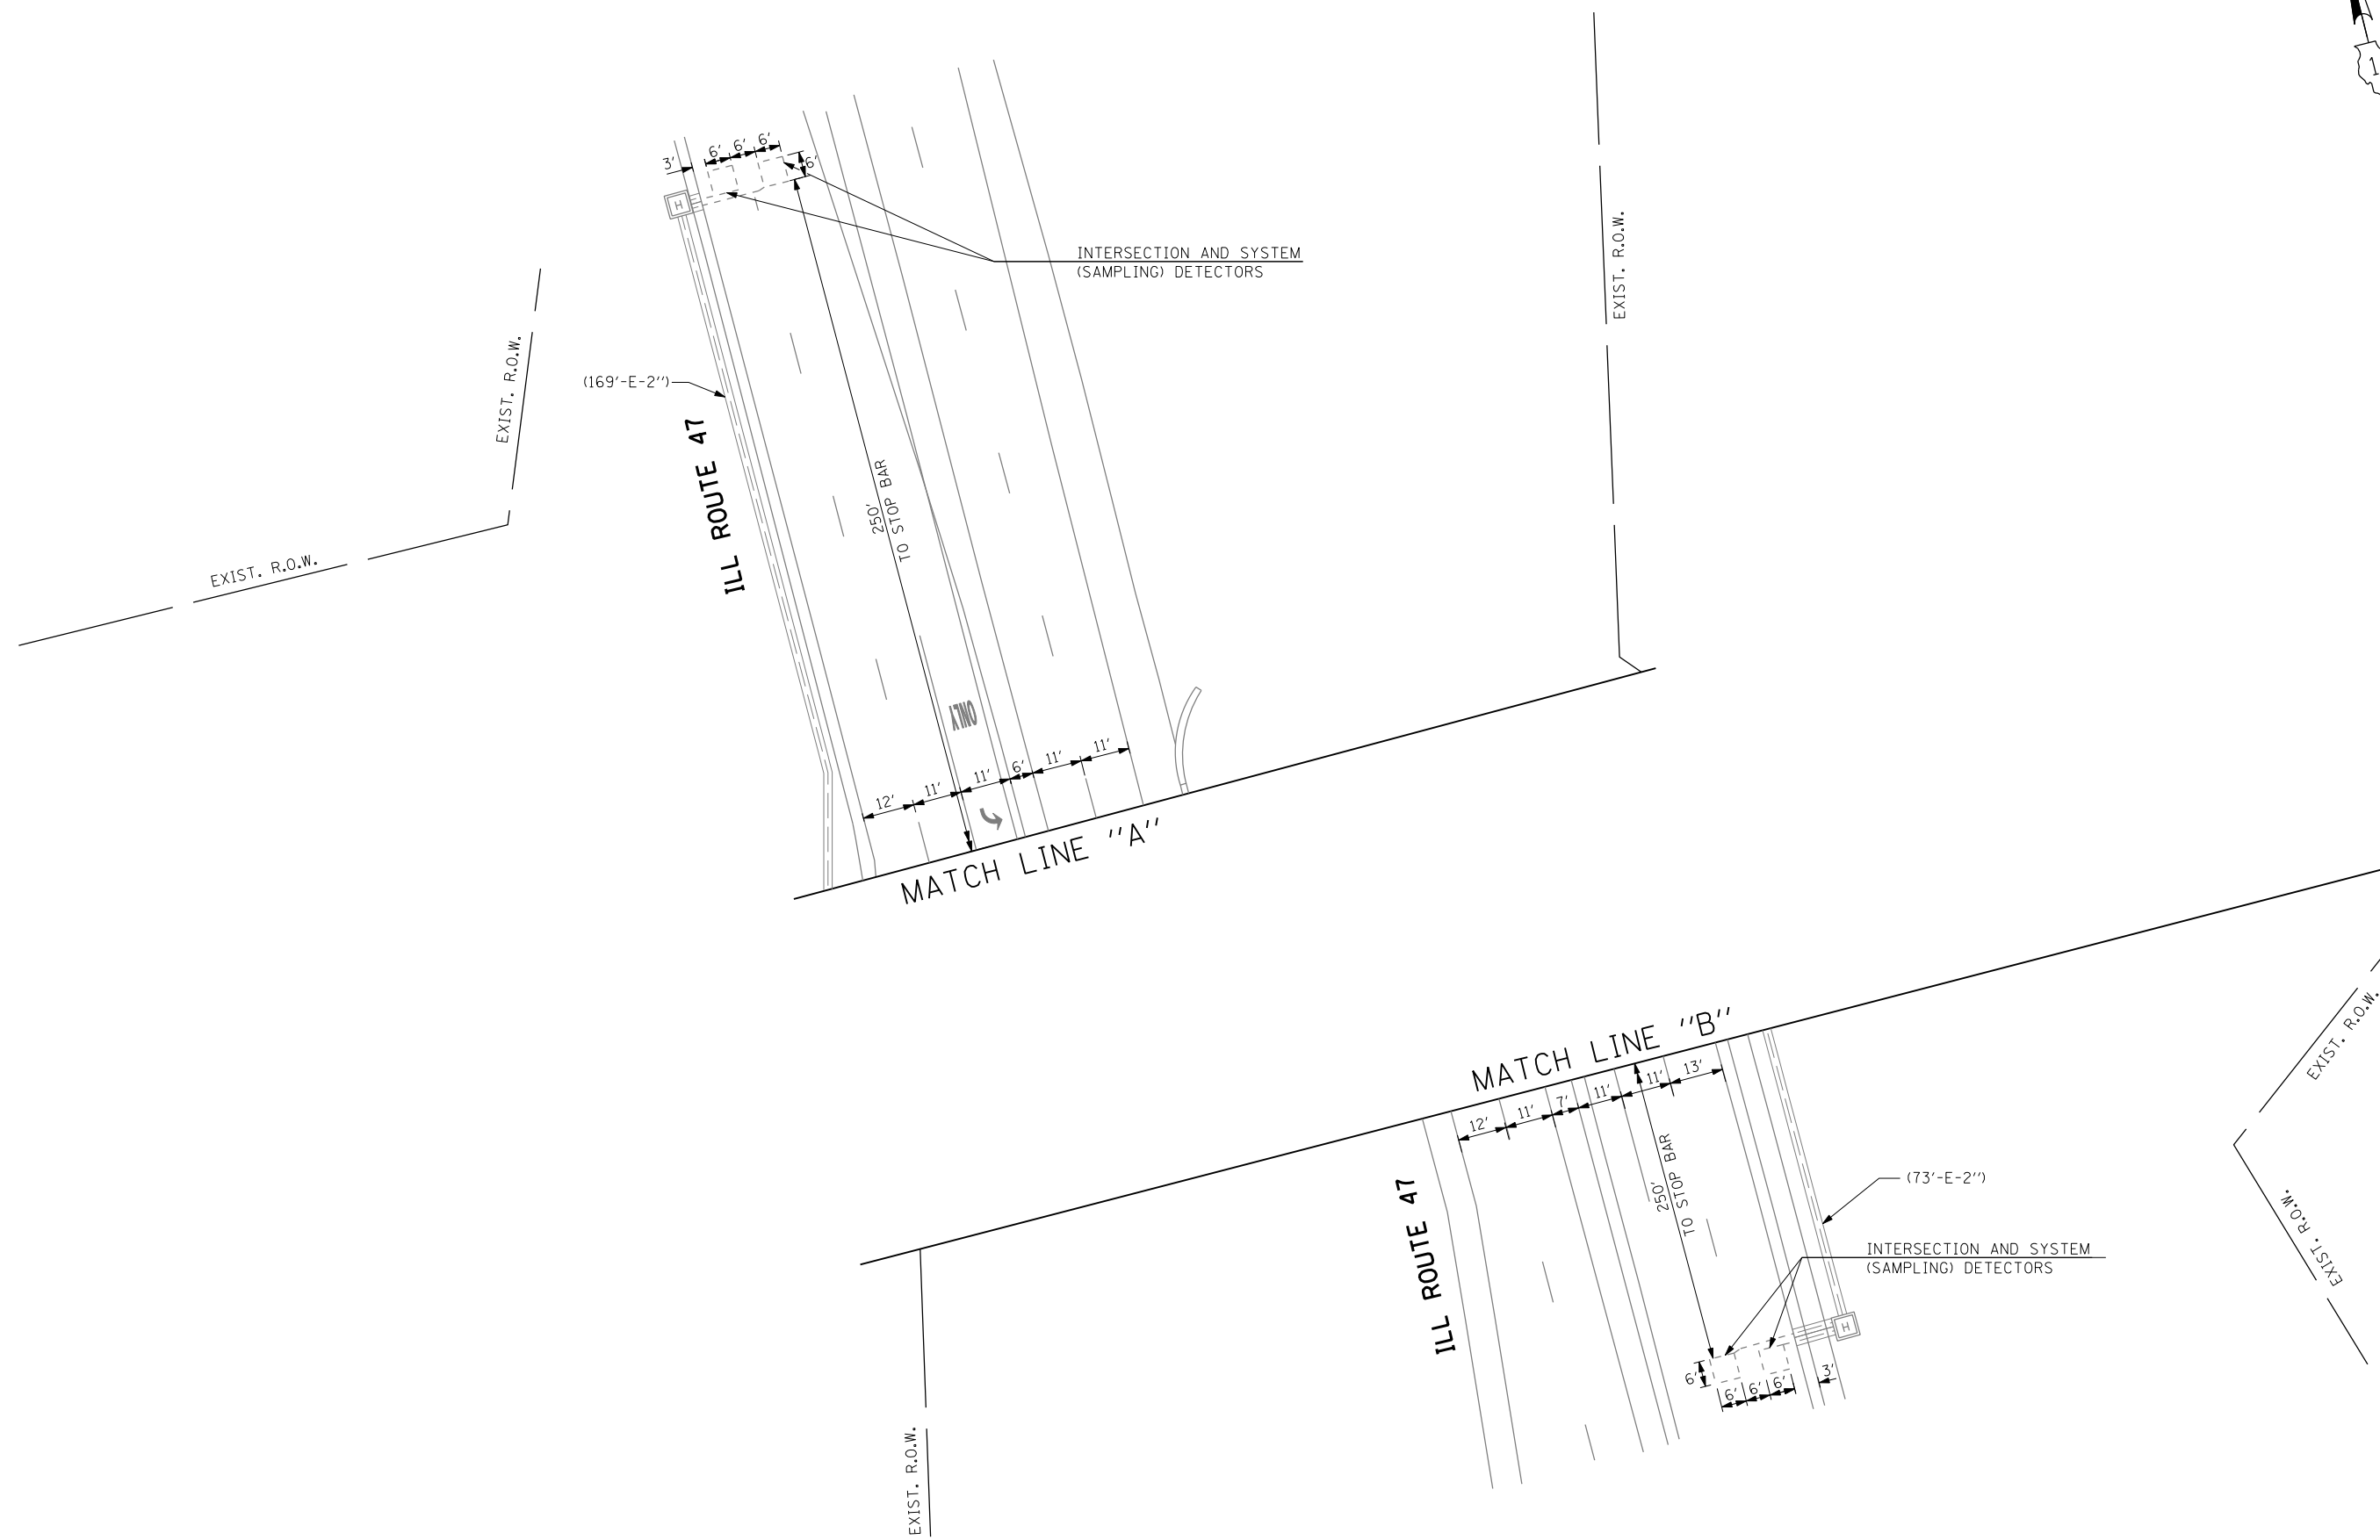 3'
6'
6'
6'
6'
H
INTERSECTION AND SYSTEM
(SAMPLING) DETECTORS
EXIST. R.O.W.
EXIST. R.O.W.
EXIST. R.O.W.
(169'-E-2'')
ILL ROUTE 47
250'
TO STOP BAR
ONLY
12'
11'
11'
6'
11'
11'
MATCH LINE ''A''
1
MATCH LINE ''B''
12'
11'
7'
11'
11'
13'
ILL ROUTE 47
250'
TO STOP BAR
(73'-E-2'')
INTERSECTION AND SYSTEM
(SAMPLING) DETECTORS
H
6'
6'
6'
6'
3'
EXIST. R.O.W.
EXIST. R.O.W.
EXIST. R.O.W.